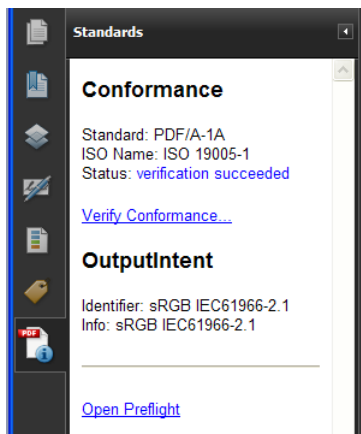 Standards
Conformance
Standard: PDF/A-1A
ISO Name: ISO 19005-1
Status: verification succeeded
Verify Conformance...
OutputIntent
Identifier: sRGB IEC61966-2.1
Info: sRGB IEC61966-2.1
PDF
Open Preflight